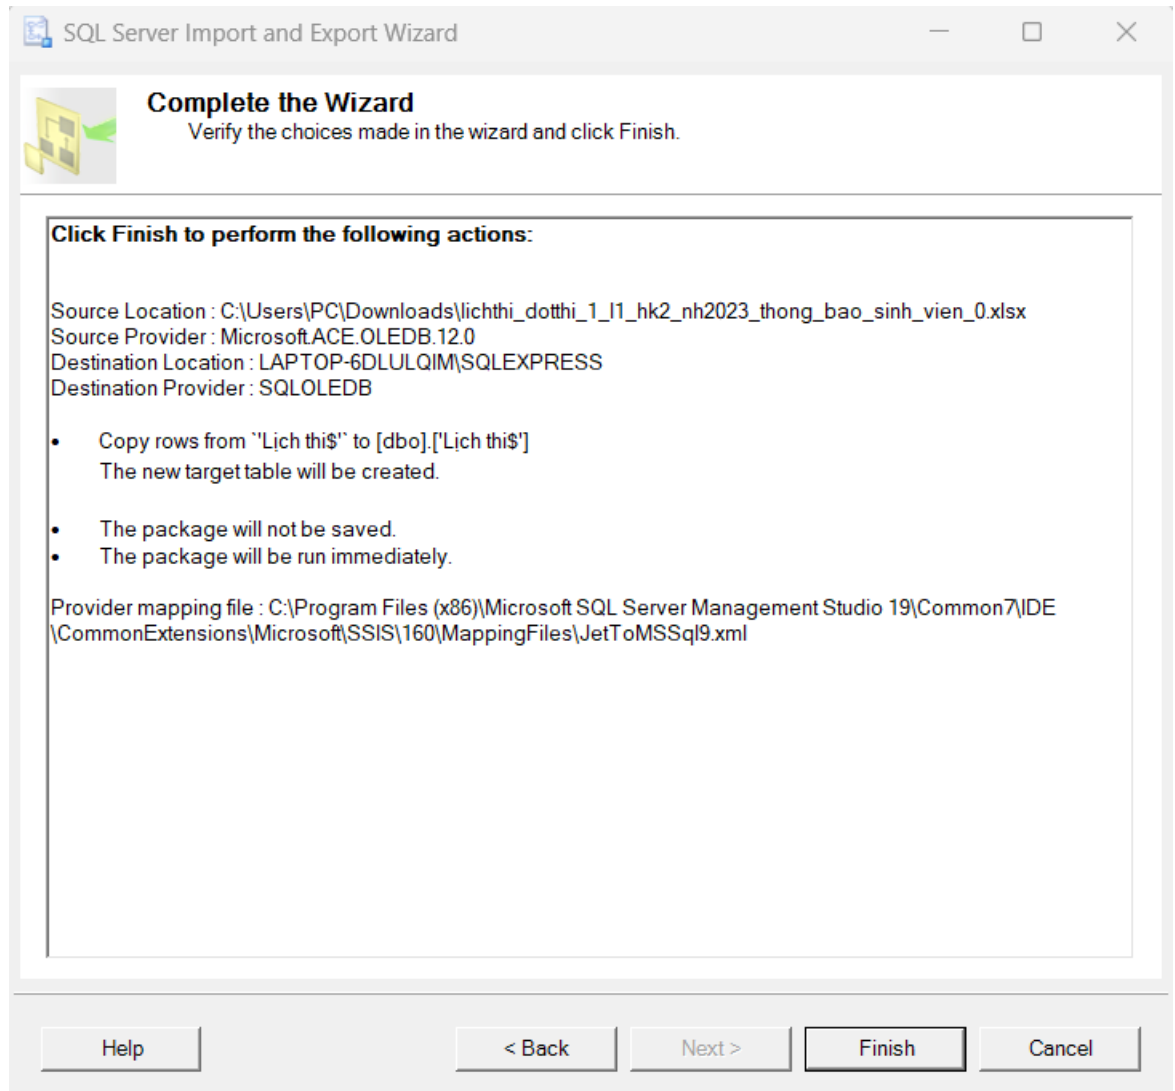 SQL Server Import and Export Wizard
Complete the Wizard
Verify the choices made in the wizard and click Finish.
Click Finish to perform the following actions:
Source Location : C:\Users\PC\Downloads\lichthi_dotthi_1_l1_hk2_nh2023_thong_bao_sinh_vien_0.xlsx
Source Provider : Microsoft.ACE.OLEDB.12.0
Destination Location : LAPTOP-6DLULQIM\SQLEXPRESS
Destination Provider : SQLOLEDB
• Copy rows from `'Lịch thi$'` to [dbo].['Lịch thi$']
The new target table will be created.
• The package will not be saved.
• The package will be run immediately.
Provider mapping file : C:\Program Files (x86)\Microsoft SQL Server Management Studio 19\Common7\IDE
\CommonExtensions\Microsoft\SSIS\160\MappingFiles\JetToMSSql9.xml
Help < Back Next > Finish Cancel